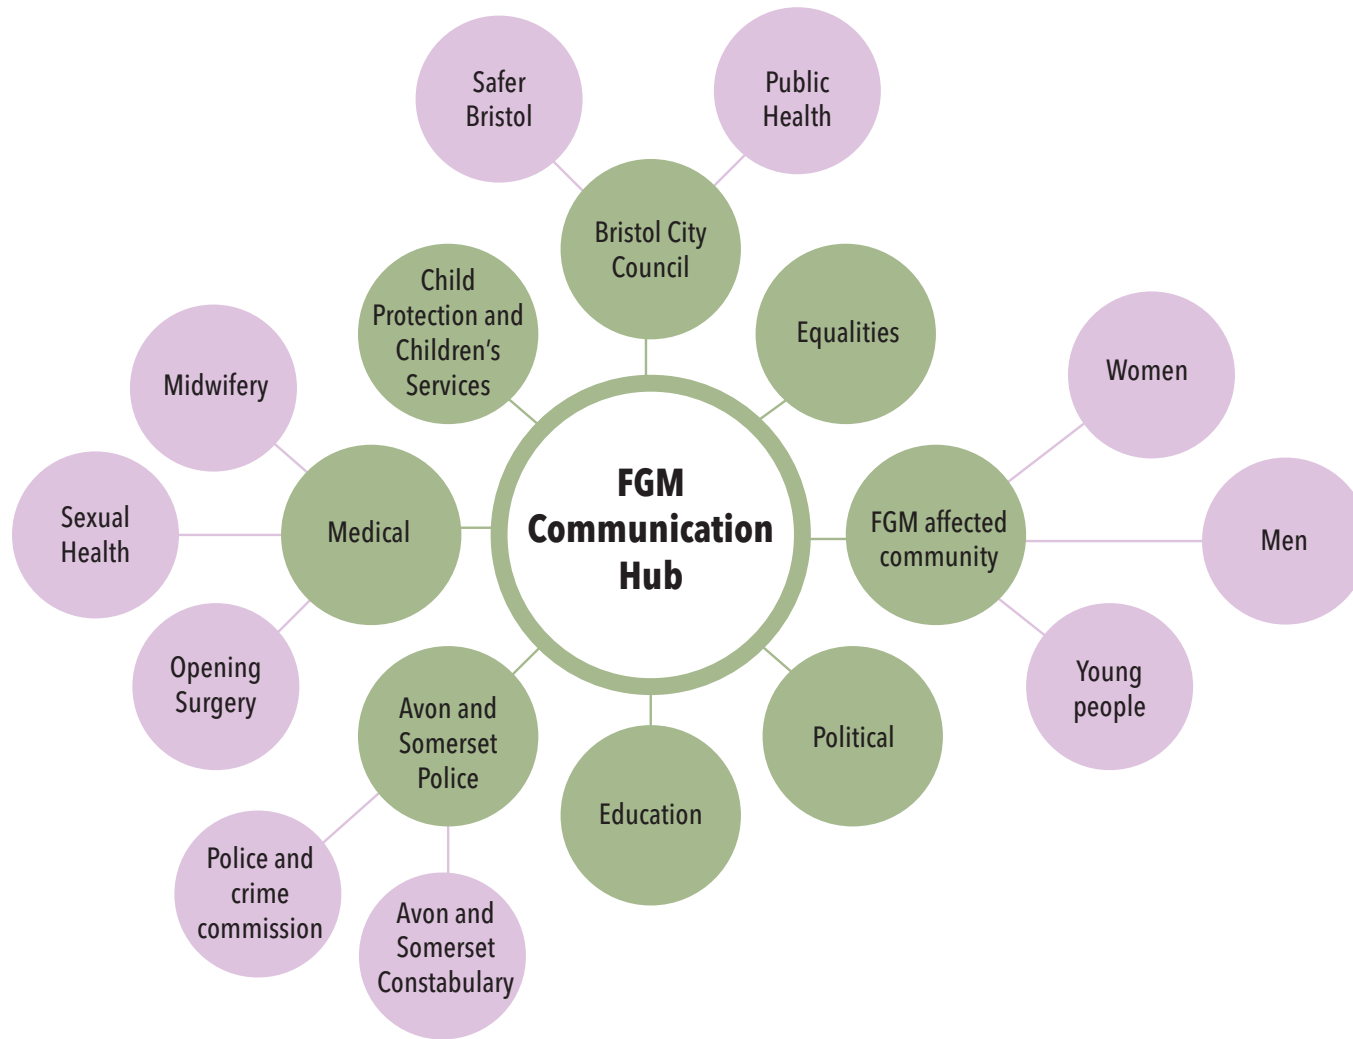 Safer
Bristol
Public
Health
Bristol City
Council
Child
Protection and
Children’s
Services
Equalities
Midwifery
Women
FGM
Communication
Hub
Sexual
Health
Medical
FGM affected
community
Men
Opening
Surgery
Young
people
Avon and
Somerset
Police
Political
Education
Police and
crime
commission
Avon and
Somerset
Constabulary